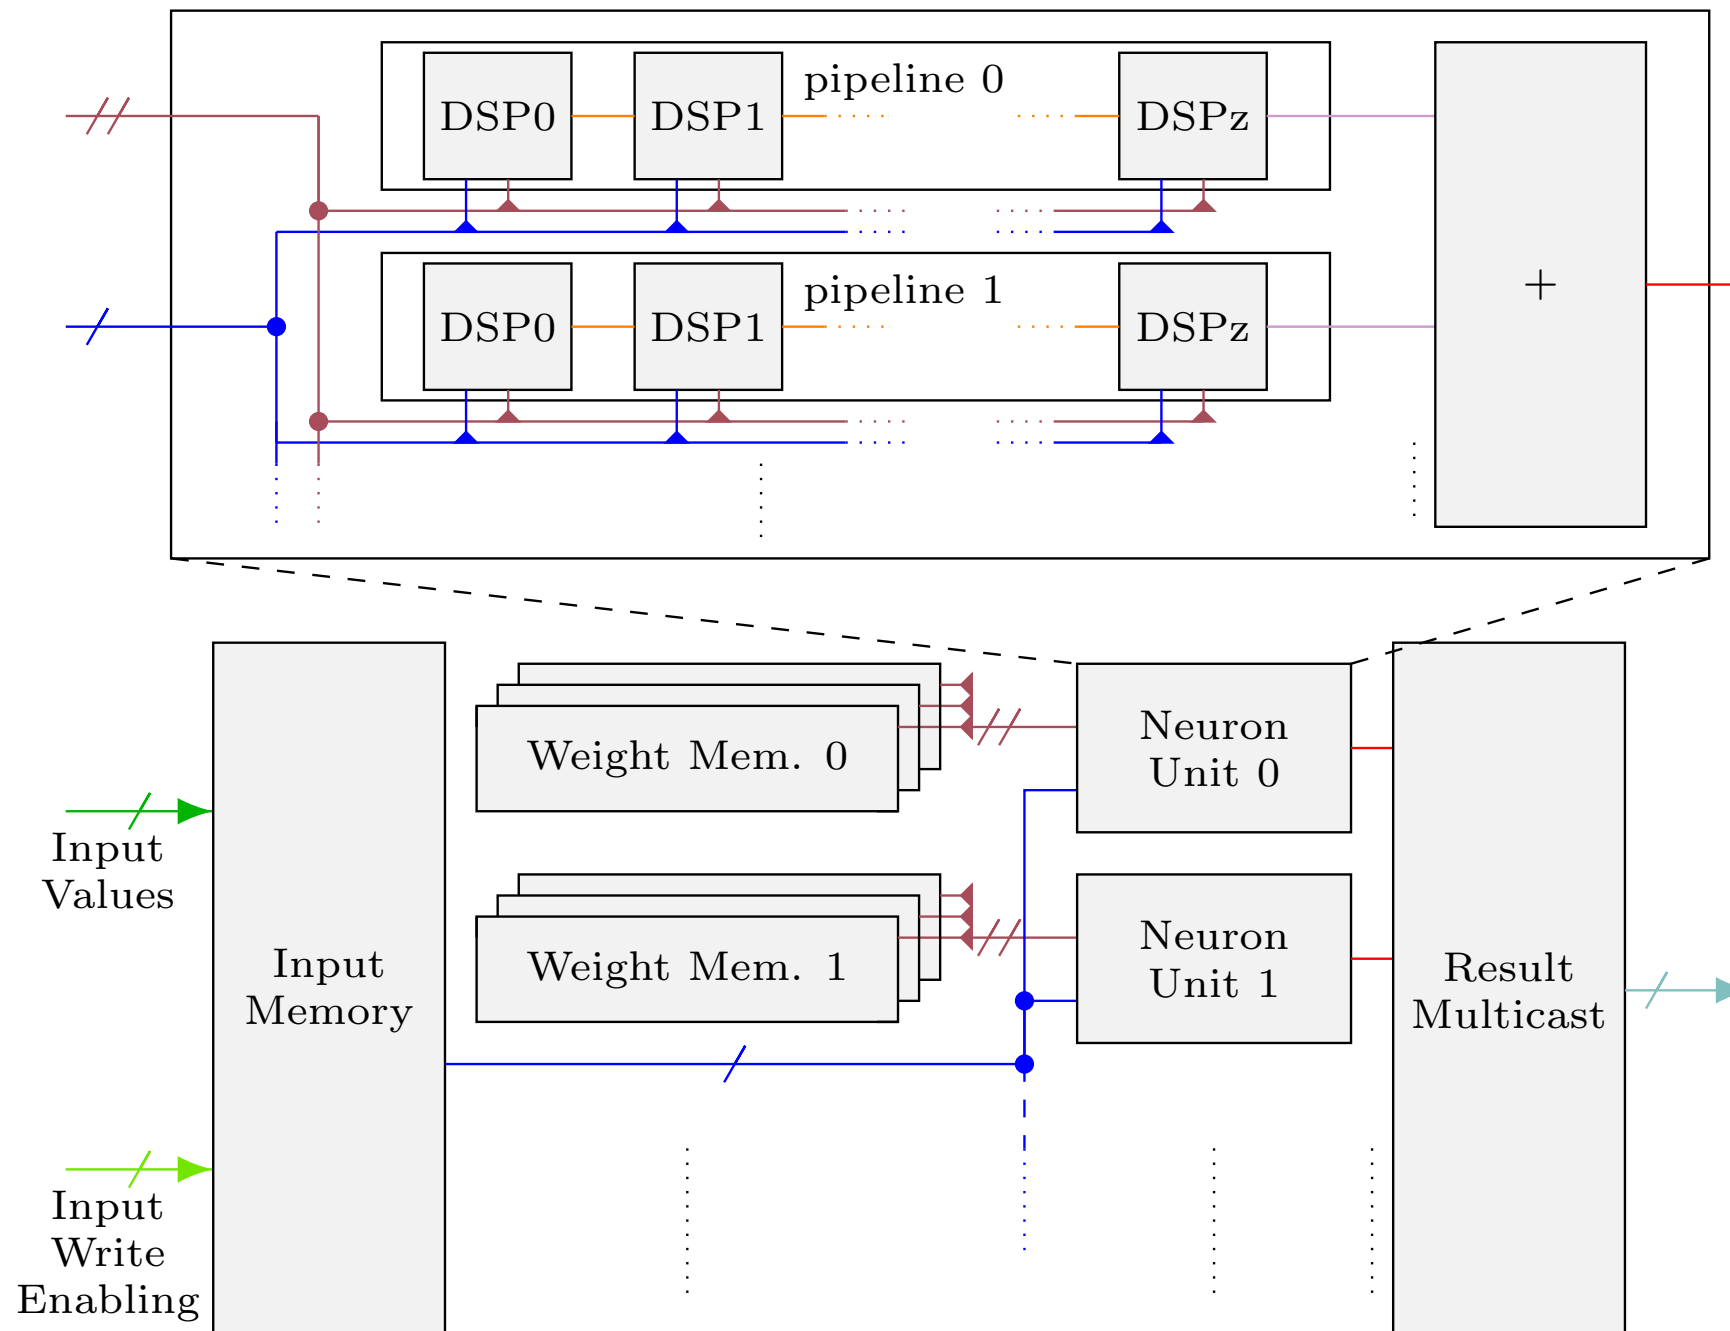 pipeline 0
DSP0 DSP1 DSPz
+
pipeline 1
DSP0 DSP1 DSPz
Weight Mem. 0
Neuron
Unit 0
Input
Values
Weight Mem. 1
Neuron
Unit 1
Input
Memory
Result
Multicast
Input
Write
Enabling